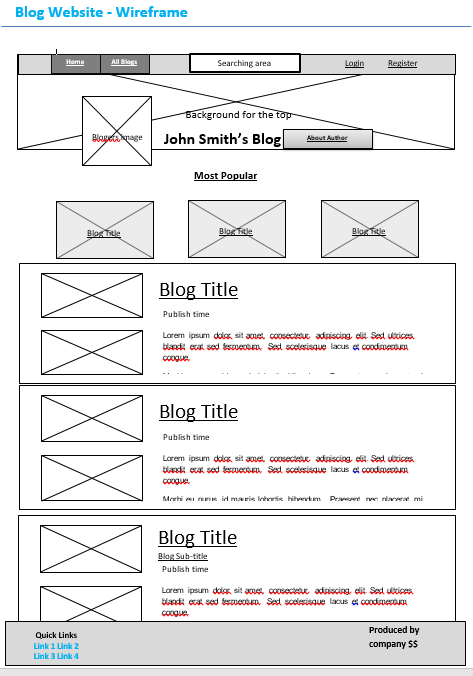 Blog Website - Wireframe
Home All Blogs Searching area Login Register
Background for the top
Blogers image
John Smith's Blog About Author
Most Popular
Blog Title Blog Title Blog Title
Blog Title
Publish time
Lorem ipsum dolor sit amet, consectetur adipiscing elit. Sed ultrices
blandit erat sed fermentum. Sed scelerisque lacus et condimentum
congue.
Blog Title
Publish time
Lorem ipsum dolor sit amet, consectetur adipiscing elit. Sed ultrices
blandit erat sed fermentum. Sed scelerisque lacus et condimentum
congue.
Morbi eu purus id mauris lobortis bibendum. Praesent nec placerat mi
Blog Title
Blog Sub-title
Publish time
Lorem ipsum dolor sit amet, consectetur adipiscing elit. Sed ultrices
blandit erat sed fermentum. Sed scelerisque lacus et condimentum
congue.
Quick Links
Link 1 Link 2
Link 3 Link 4
Produced by
company $$